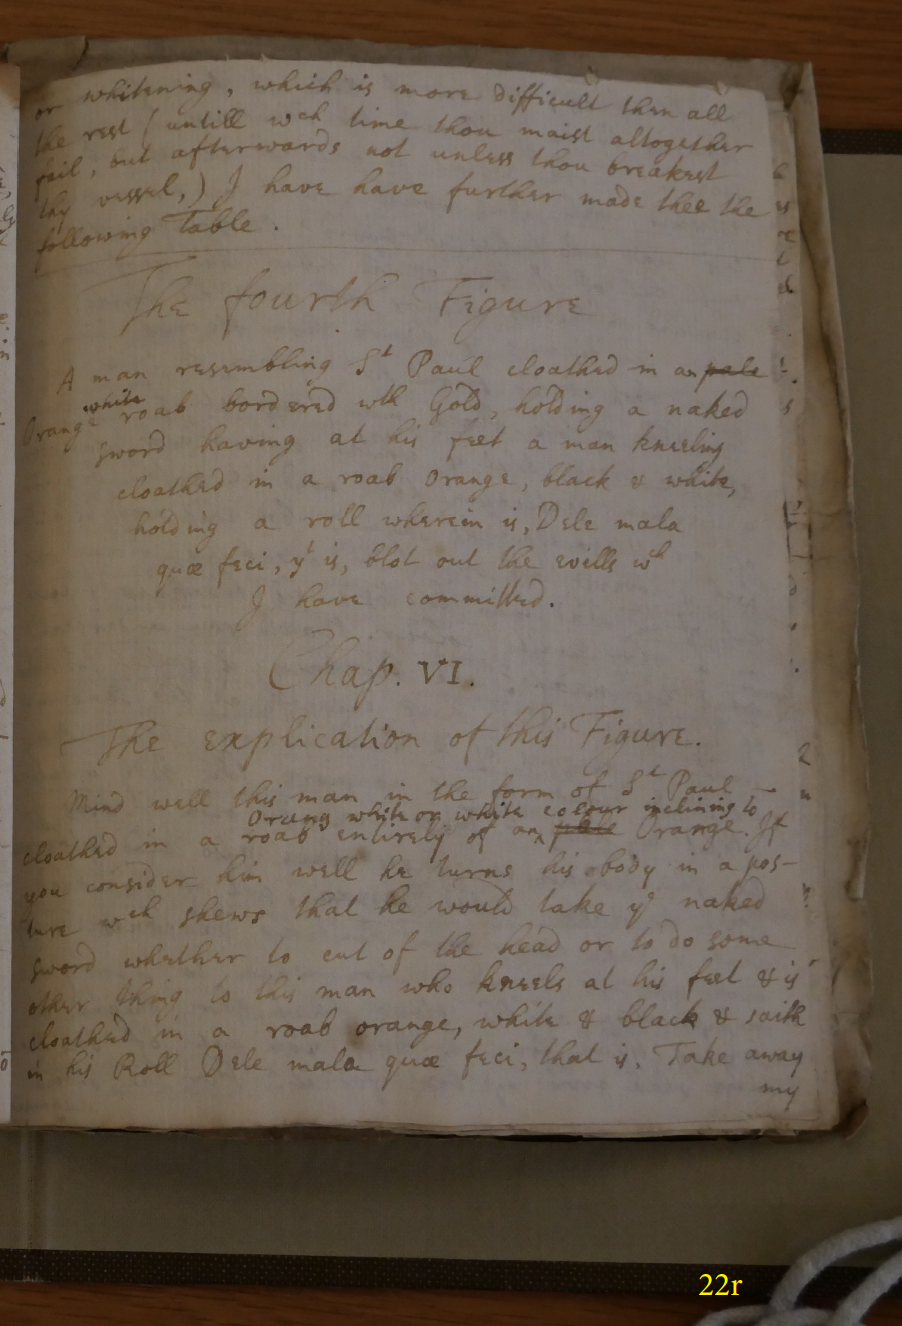 or whitening, which is more difficult then all
the rest (untill wch time thou maist altogether
fail, but afterwards not unless thou breakest
thy vessel,) I have have further made thee the
following Table.
The fourth Figure
A man resembling St Paul cloathed in an pale
Orange white roab bordered wth Gold, holding a naked
sword having at his feet a man kneeling
cloathed in a roab orange, black & white,
holding a roll wherein is, Dele mala
quæ feci, yt is, blot out the evills wch
I have committed.
Chap. VI.
The explication of this Figure.
Mind well this man in the form of St Paul
Orang white or white colour inclining to
cloathed in a roab entirely of an pale Orange. If
you consider him well he turns his body in a pos-
ture wch shews that he would take ye naked
sword whether to cut of the head or to do some
other thing to this man who kneels at his feet & is
cloathed in a roab orange, white & black & saith
in his Roll Dele mala quæ feci, that is, Take away
my
22r